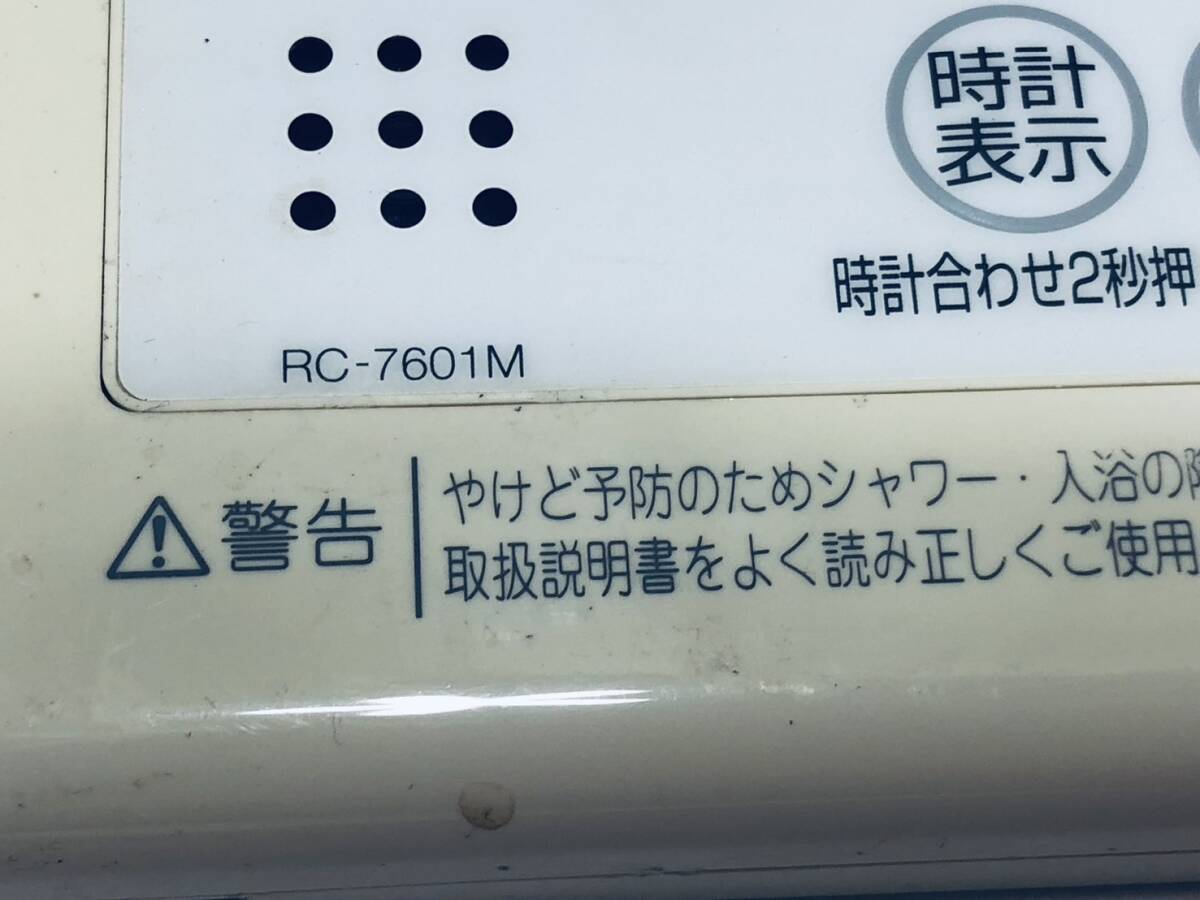 時計
表示
時計合わせ2秒押
RC-7601M
警告
やけど予防のためシャワー・入浴の
取扱説明書をよく読み正しくご使用